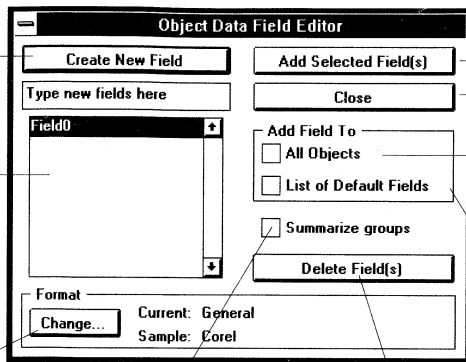 Object Data Field Editor
Create New Field
Add Selected Field(s)
Type new fields here
Close
Field0
Add Field To
All Objects
List of Default Fields
Summarize groups
Delete Field(s)
Format
Change...
Current: General
Sample: Corel